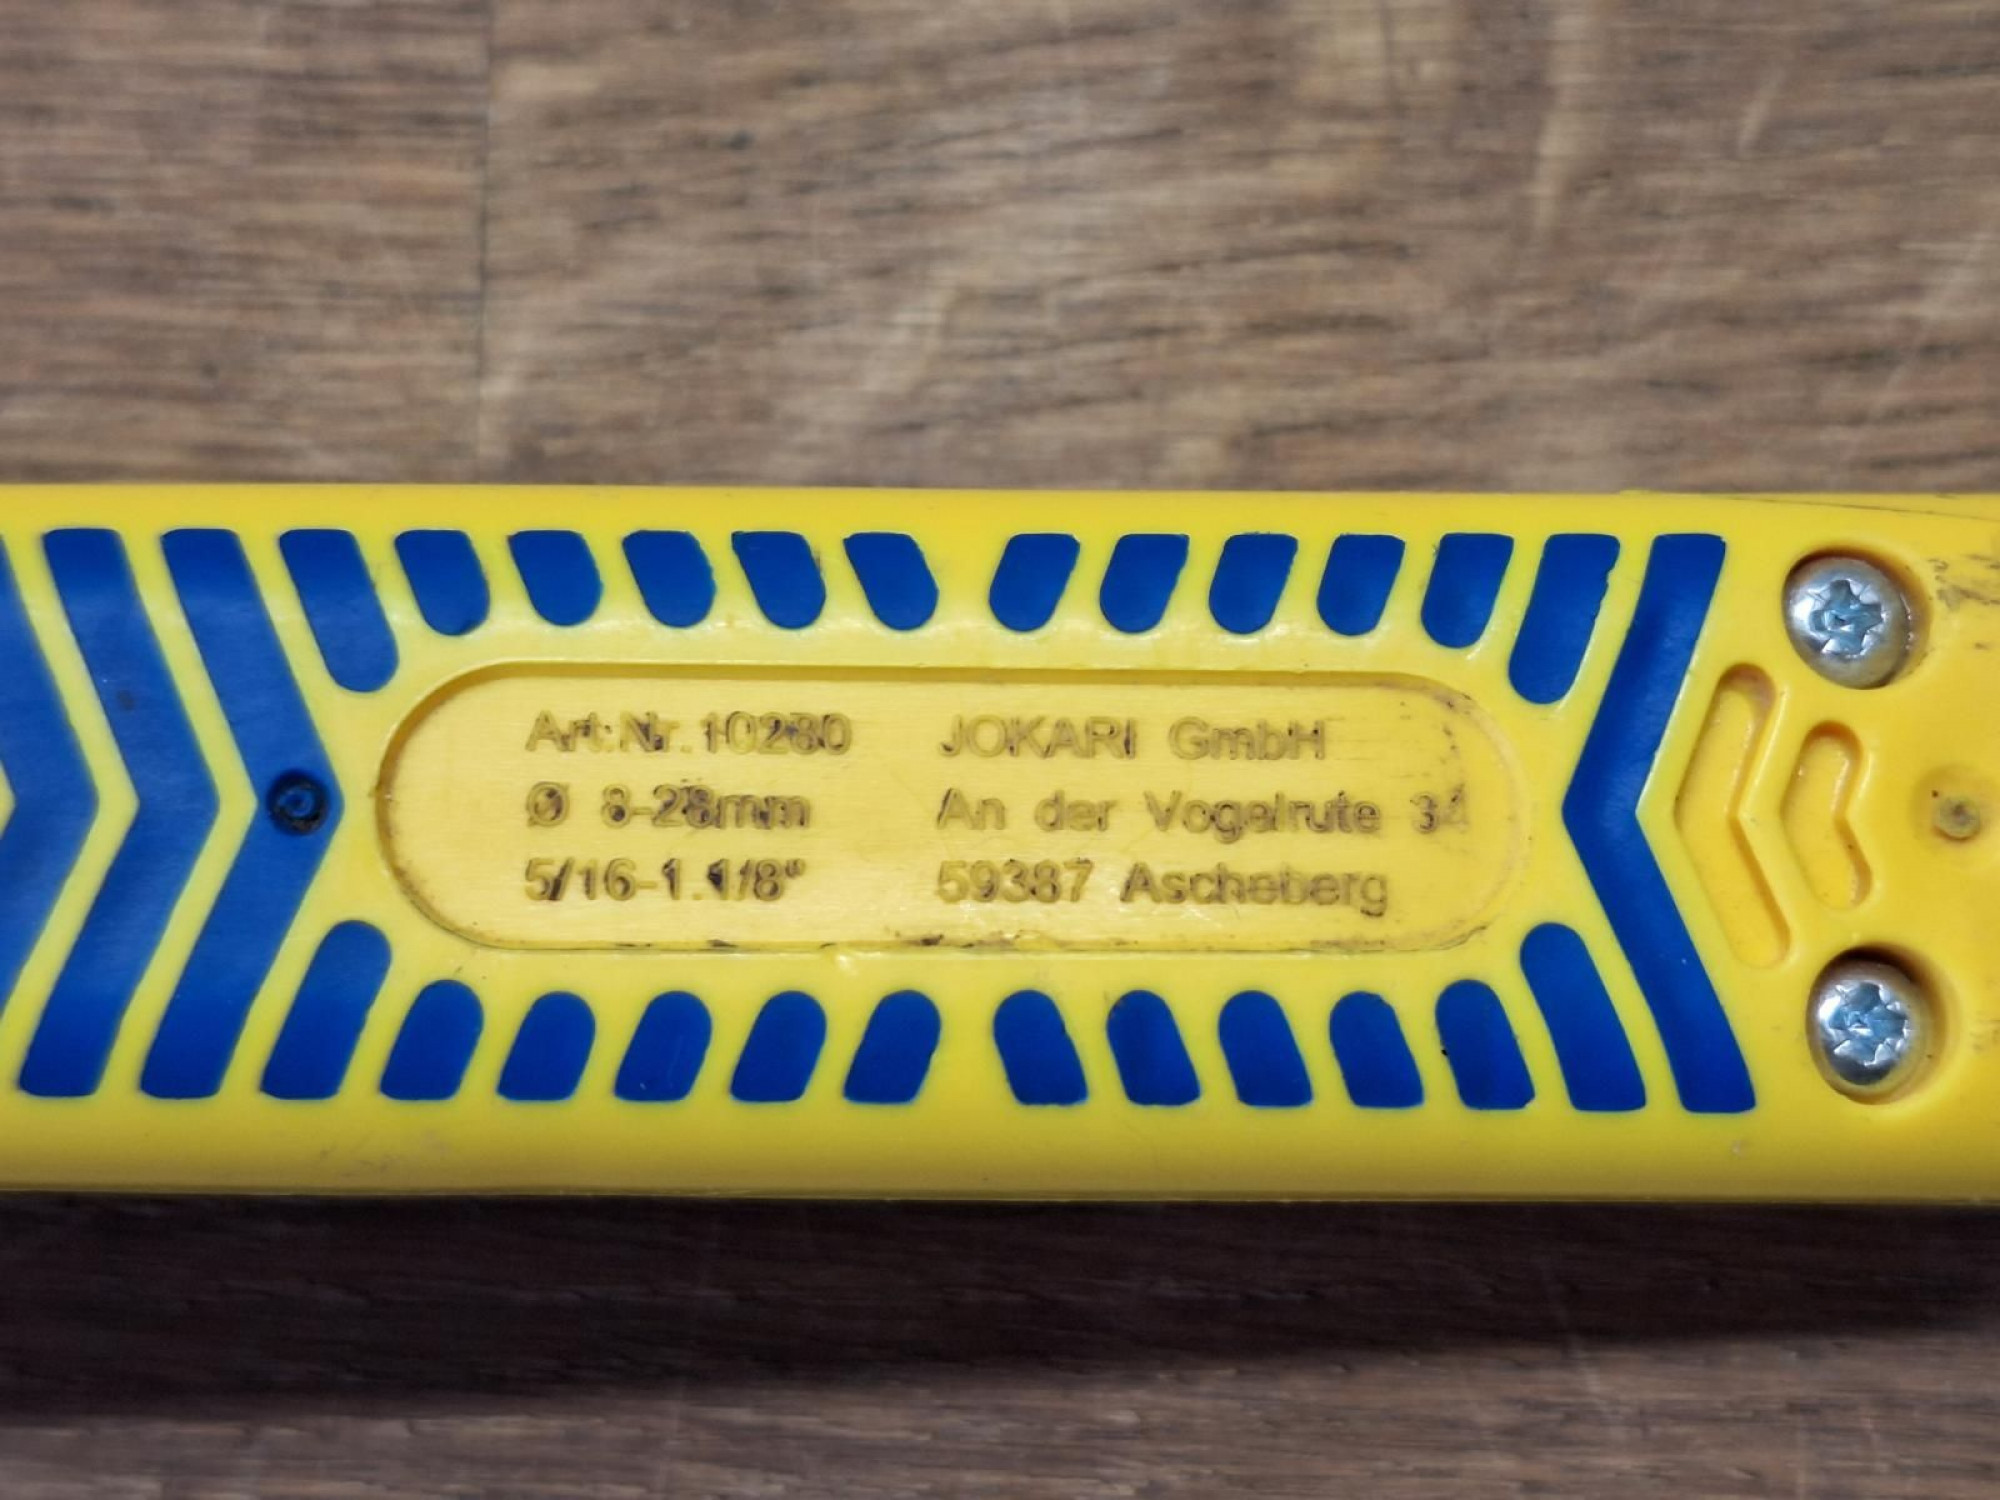 Art.Nr.10280
Ø 8-28mm
5/16-1.1/8"
JOKARI GmbH
An der Vogelrute 34
59387 Ascheberg